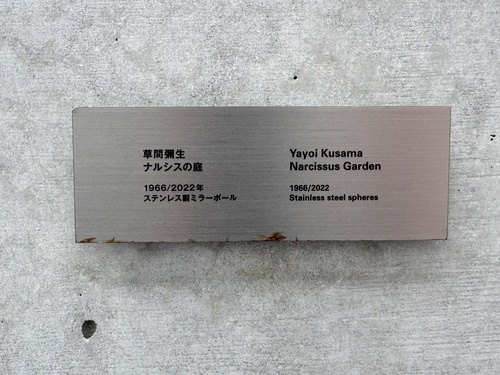 草間彌生
ナルシスの庭
1966/2022年
ステンレス製ミラーボール
Yayoi Kusama
Narcissus Garden
1966/2022
Stainless steel spheres